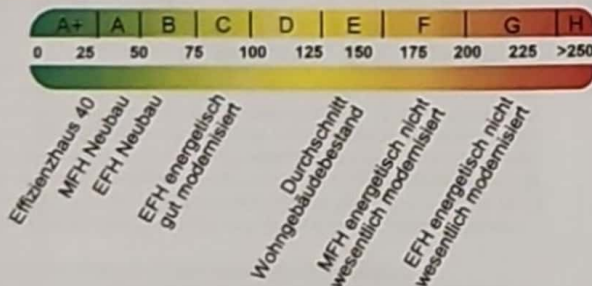 A+ A B C D E F G H
0 25 50 75 100 125 150 175 200 225 >250
Effizienzhaus 40
MFH Neubau
EFH Neubau
EFH energetisch
gut modernisiert
Durchschnitt
Wohngebäudebestand
MFH energetisch nicht
wesentlich modernisiert
EFH energetisch nicht
wesentlich modernisiert